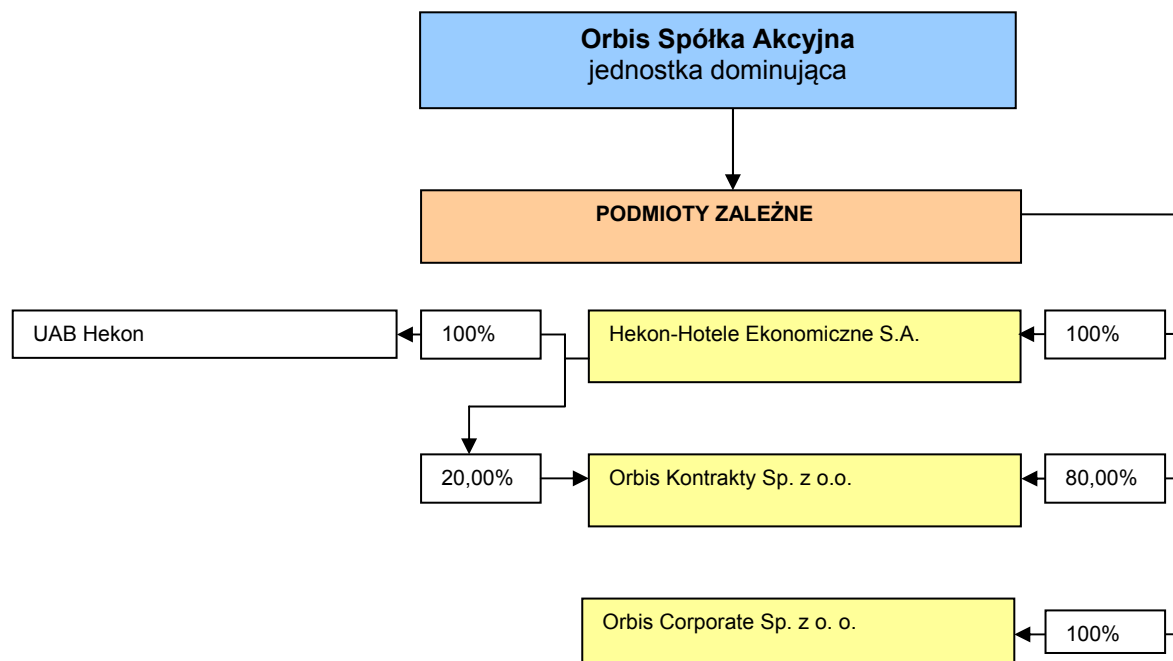 Orbis Spółka Akcyjna
jednostka dominująca
PODMIOTY ZALEŻNE
UAB Hekon
100%
Hekon-Hotele Ekonomiczne S.A.
100%
20,00%
Orbis Kontrakty Sp. z o.o.
80,00%
Orbis Corporate Sp. z o. o.
100%